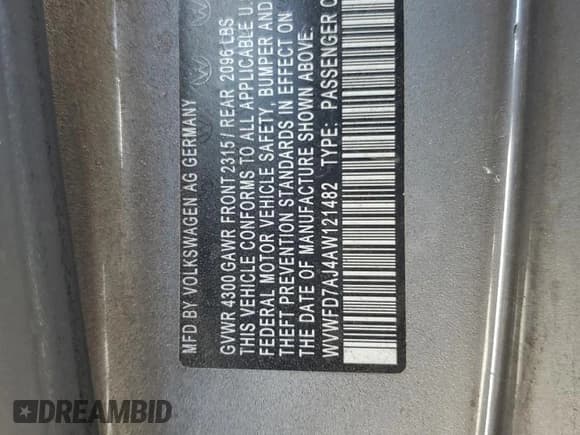 MFD BY VOLKSWAGEN AG GERMANY
GVWR 4300 GAWR FRONT 2315 / REAR 2096 LBS
THIS VEHICLE CONFORMS TO ALL APPLICABLE U.
FEDERAL MOTOR VEHICLE SAFETY, BUMPER AND
THEFT PREVENTION STANDARDS IN EFFECT ON
THE DATE OF MANUFACTURE SHOWN ABOVE.
WVWFD7AJ4AW121482 TYPE: PASSENGER C
DREAMBID